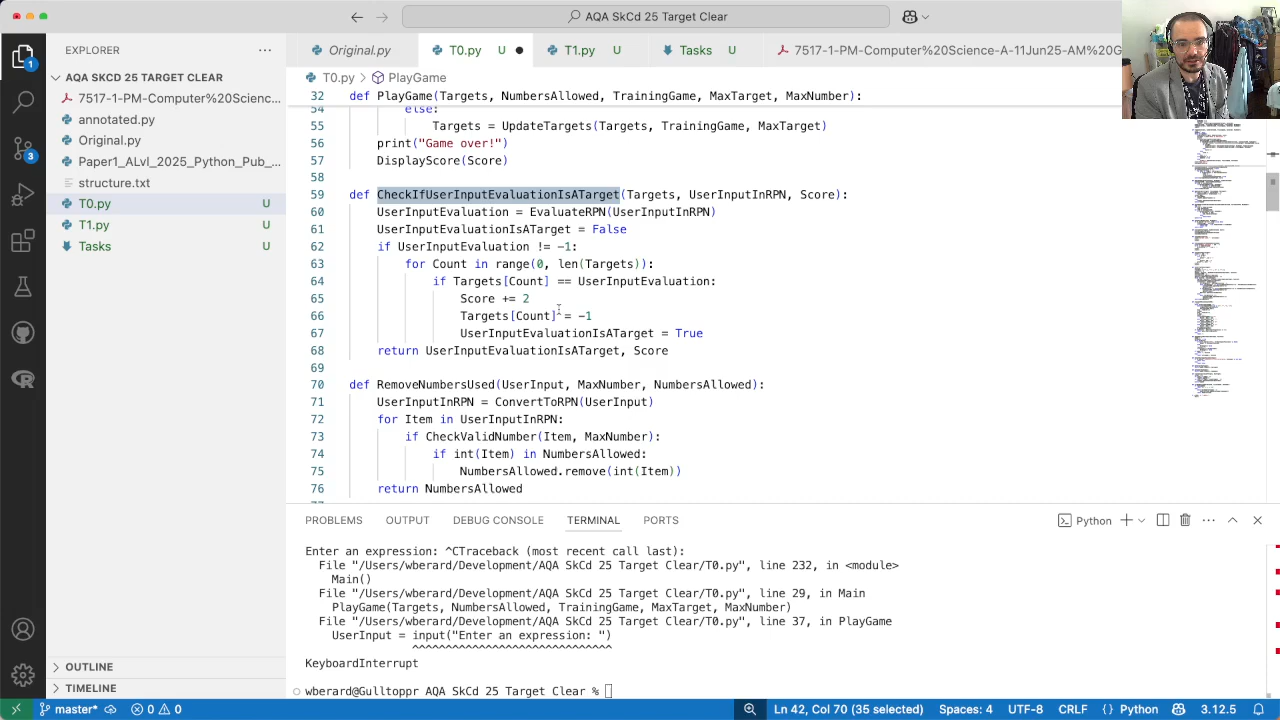 AQA SkCd 25 Target Clear
EXPLORER
Original.py
T0.py U
T1.py U
Tasks U
7517-1-PM-Computer%20Science-A-11Jun25-AM%20G
AQA SKCD 25 TARGET CLEAR
T0.py > PlayGame
7517-1-PM-Computer%20Scienc...
annotated.py
Original.py
Paper1_ALvl_2025_Python_Pub_...
structure.txt
T0.py U
T1.py U
Tasks U
OUTLINE
TIMELINE
32 def PlayGame(Targets, NumbersAllowed, TrainingGame, MaxTarget, MaxNumber):
54 else:
55 Targets = UpdateTargets(Targets, TrainingGame, MaxTarget)
56 print("Game over!")
57 DisplayScore(Score)
58
59 def CheckIfUserInputEvaluationIsATarget(Targets, UserInputInRPN, Score):
60 UserInputEvaluation = EvaluateRPN(UserInputInRPN)
61 UserInputEvaluationIsATarget = False
62 if UserInputEvaluation != -1:
63 for Count in range(0, len(Targets)):
64 if Targets[Count] == UserInputEvaluation:
65 Score += 2
66 Targets[Count] = -1
67 UserInputEvaluationIsATarget = True
68 return UserInputEvaluationIsATarget, Score
69
70 def RemoveNumbersUsed(UserInput, MaxNumber, NumbersAllowed):
71 UserInputInRPN = ConvertToRPN(UserInput)
72 for Item in UserInputInRPN:
73 if CheckValidNumber(Item, MaxNumber):
74 if int(Item) in NumbersAllowed:
75 NumbersAllowed.remove(int(Item))
76 return NumbersAllowed
PROBLEMS OUTPUT DEBUG CONSOLE TERMINAL PORTS
Python
Enter an expression: ^CTraceback (most recent call last):
File "/Users/wberard/Development/AQA SkCd 25 Target Clear/T0.py", line 232, in <module>
Main()
File "/Users/wberard/Development/AQA SkCd 25 Target Clear/T0.py", line 29, in Main
PlayGame(Targets, NumbersAllowed, TrainingGame, MaxTarget, MaxNumber)
File "/Users/wberard/Development/AQA SkCd 25 Target Clear/T0.py", line 37, in PlayGame
UserInput = input("Enter an expression: ")
^^^^^^^^^^^^^^^^^^^^^^^^^^^^^
KeyboardInterrupt
wberard@Gulltoppr AQA SkCd 25 Target Clear %
master* 0 0 Ln 42, Col 70 (35 selected) Spaces: 4 UTF-8 CRLF {} Python 3.12.5